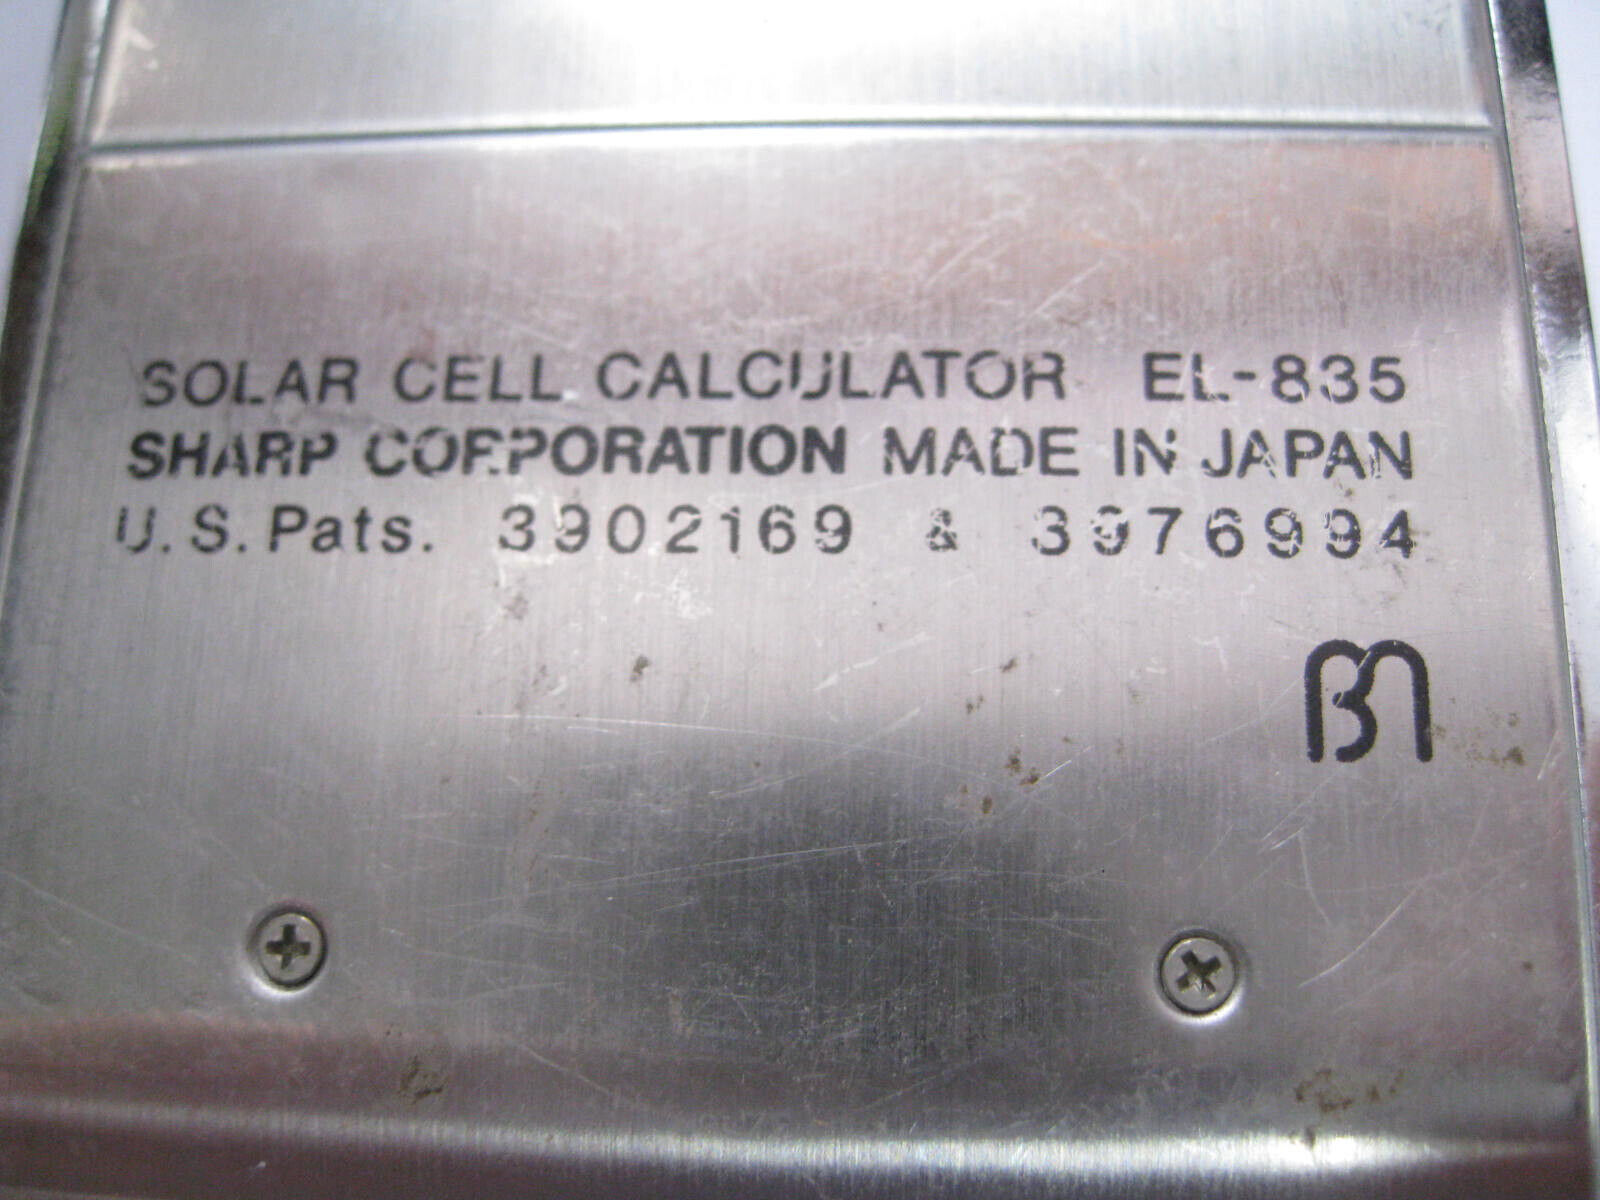 SOLAR CELL CALCULATOR EL-835
SHARP CORPORATION MADE IN JAPAN
U.S. Pats. 3902169 & 3976994